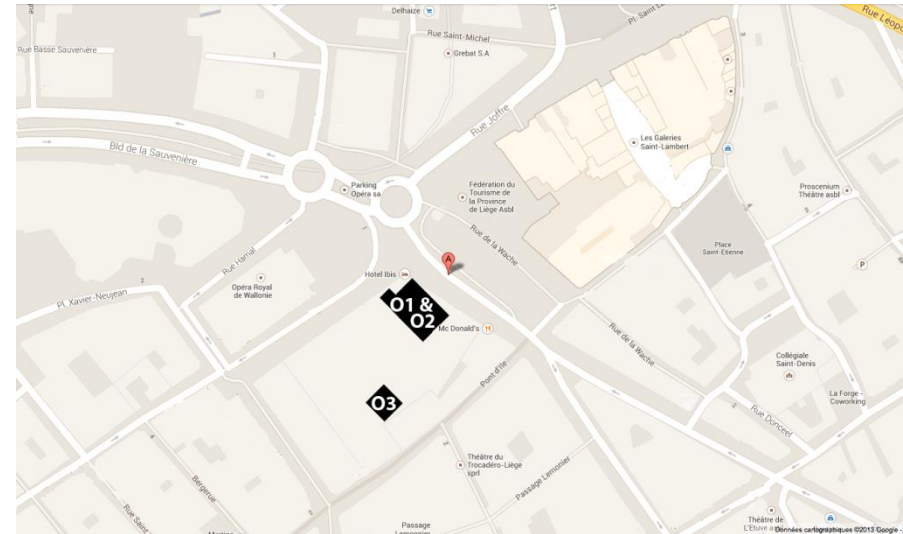 Delhaize
Rue Saint-Michel
Grebat S.A
Rue Basse Sauvenière
Rue Joffre
Bld de la Sauvenière
Les Galeries
Saint-Lambert
Parking
Opéra sa
Fédération du
Tourisme de
la Province
de Liège Asbl
Proscenium
Théâtre asbl
Rue de la Wache
Place
Saint-Etienne
Rue Hamal
A
P
Hotel Ibis
Opéra Royal
de Wallonie
Pl. Xavier-Neujean
O1 &
O2
Mc Donald's
Rue de la Wache
Pont d'Ile
Collégiale
Saint-Denis
O3
La Forge -
Coworking
Rue Donceel
Théâtre du
Trocadéro-Liège
sprl
Bergerue
Passage Lemonier
Passage
Lemonier
Théâtre de
Données cartographiques ©2013 Google -